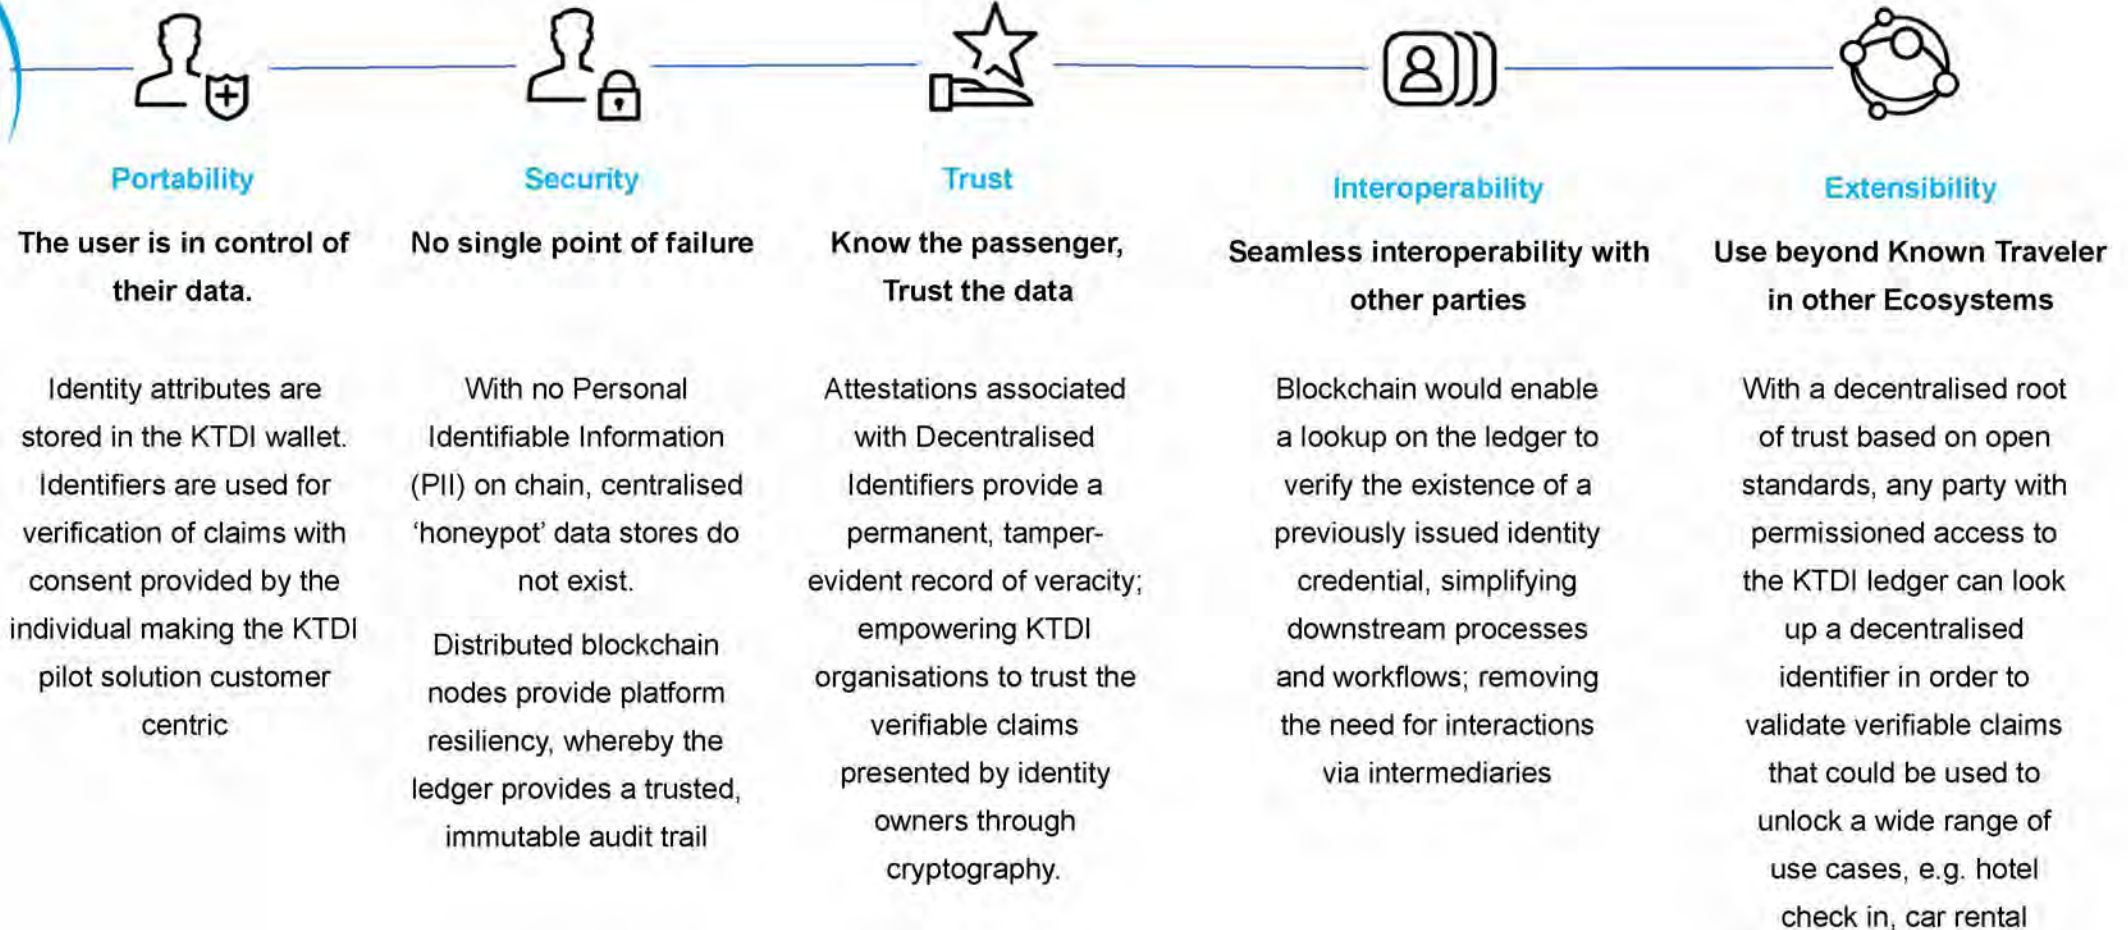 Portability
The user is in control of
their data.
Identity attributes are
stored in the KTDI wallet.
Identifiers are used for
verification of claims with
consent provided by the
individual making the KTDI
pilot solution customer
centric
Security
No single point of failure
With no Personal
Identifiable Information
(PII) on chain, centralised
‘honeypot’ data stores do
not exist.
Distributed blockchain
nodes provide platform
resiliency, whereby the
ledger provides a trusted,
immutable audit trail
Trust
Know the passenger,
Trust the data
Attestations associated
with Decentralised
Identifiers provide a
permanent, tamper-
evident record of veracity;
empowering KTDI
organisations to trust the
verifiable claims
presented by identity
owners through
cryptography.
Interoperability
Seamless interoperability with
other parties
Blockchain would enable
a lookup on the ledger to
verify the existence of a
previously issued identity
credential, simplifying
downstream processes
and workflows; removing
the need for interactions
via intermediaries
Extensibility
Use beyond Known Traveler
in other Ecosystems
With a decentralised root
of trust based on open
standards, any party with
permissioned access to
the KTDI ledger can look
up a decentralised
identifier in order to
validate verifiable claims
that could be used to
unlock a wide range of
use cases, e.g. hotel
check in, car rental